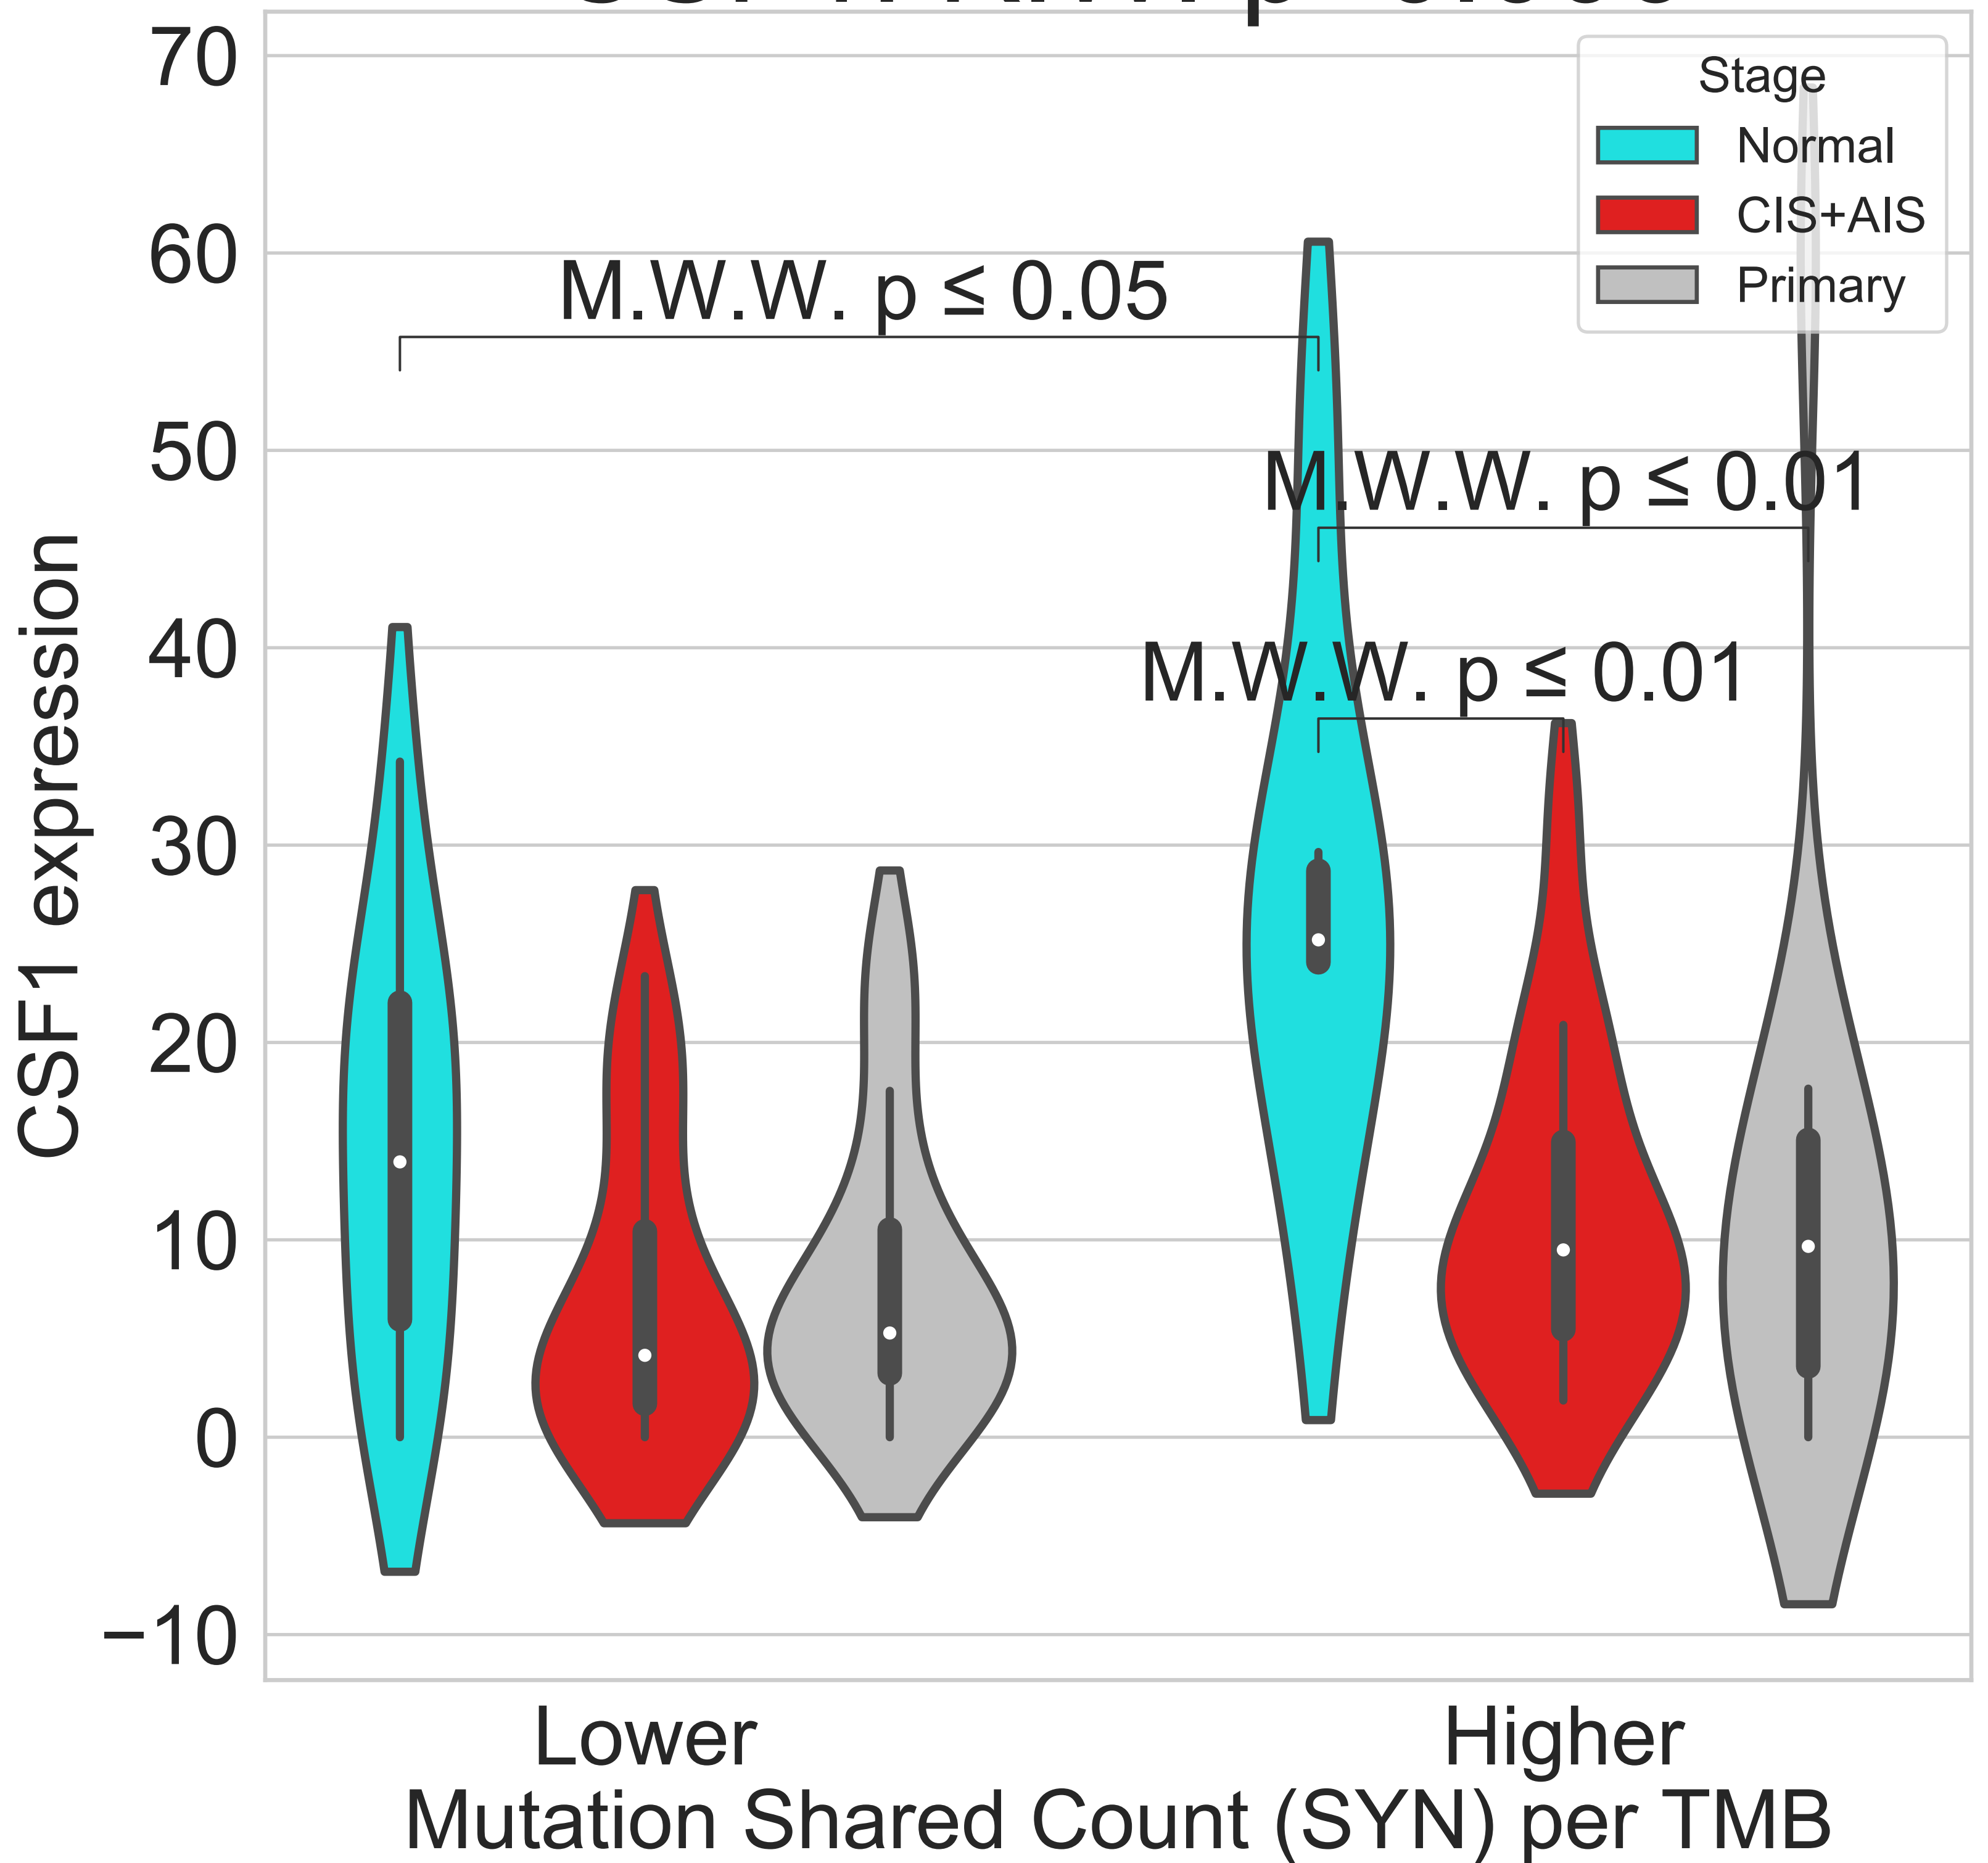 70
60
50
40
30
20
10
0
−10
CSF1 expression
Stage
Normal
CIS+AIS
Primary
M.W.W. p ≤ 0.05
M.W.W. p ≤ 0.01
M.W.W. p ≤ 0.01
Lower
Higher
Mutation Shared Count (SYN) per TMB